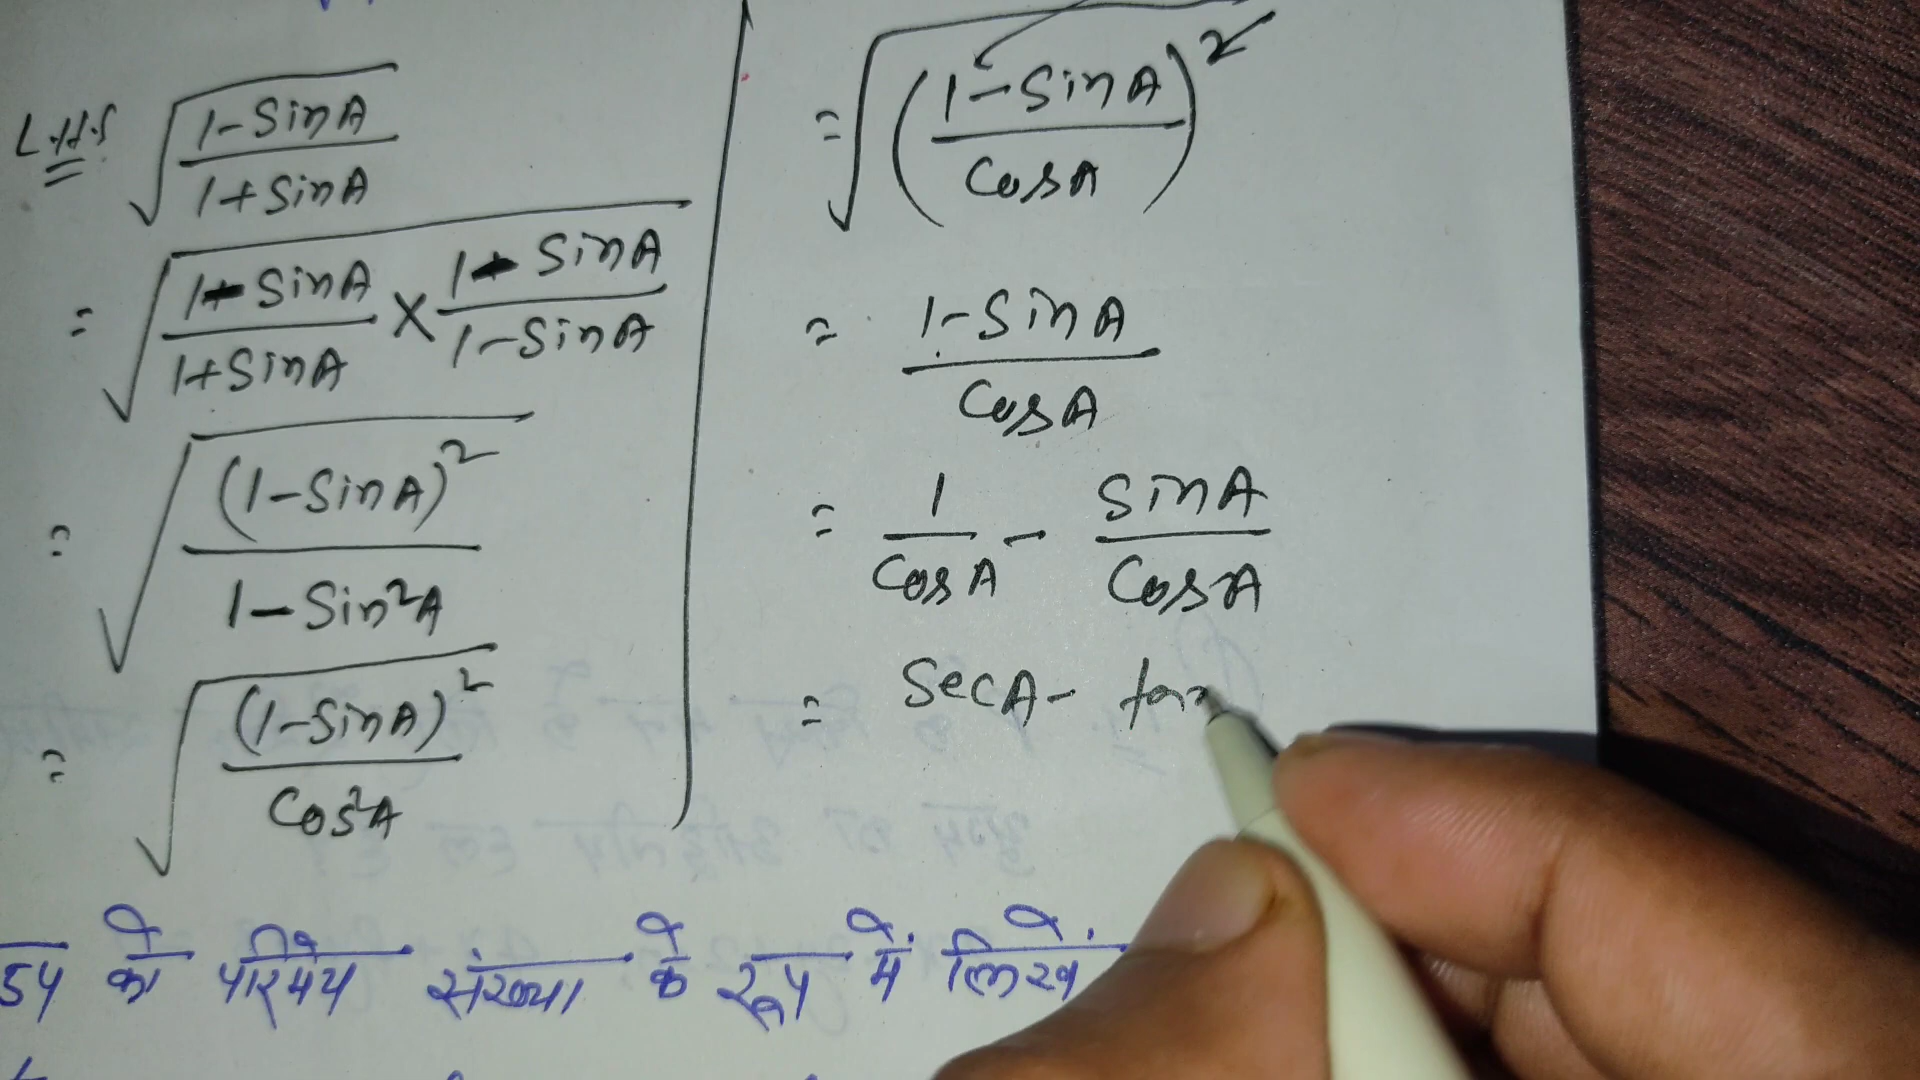 L.H.S √((1-SinA)/(1+SinA))
= √((1-SinA)/(1+SinA) × (1-SinA)/(1-SinA))
= √((1-SinA)²/(1-Sin²A))
= √((1-SinA)²/(Cos²A))
= √(((1-SinA)/(CosA))²)
= (1-SinA)/(CosA)
= 1/(CosA) - SinA/(CosA)
= SecA - tan
54 को परिमेय संख्या के रूप में लिखें